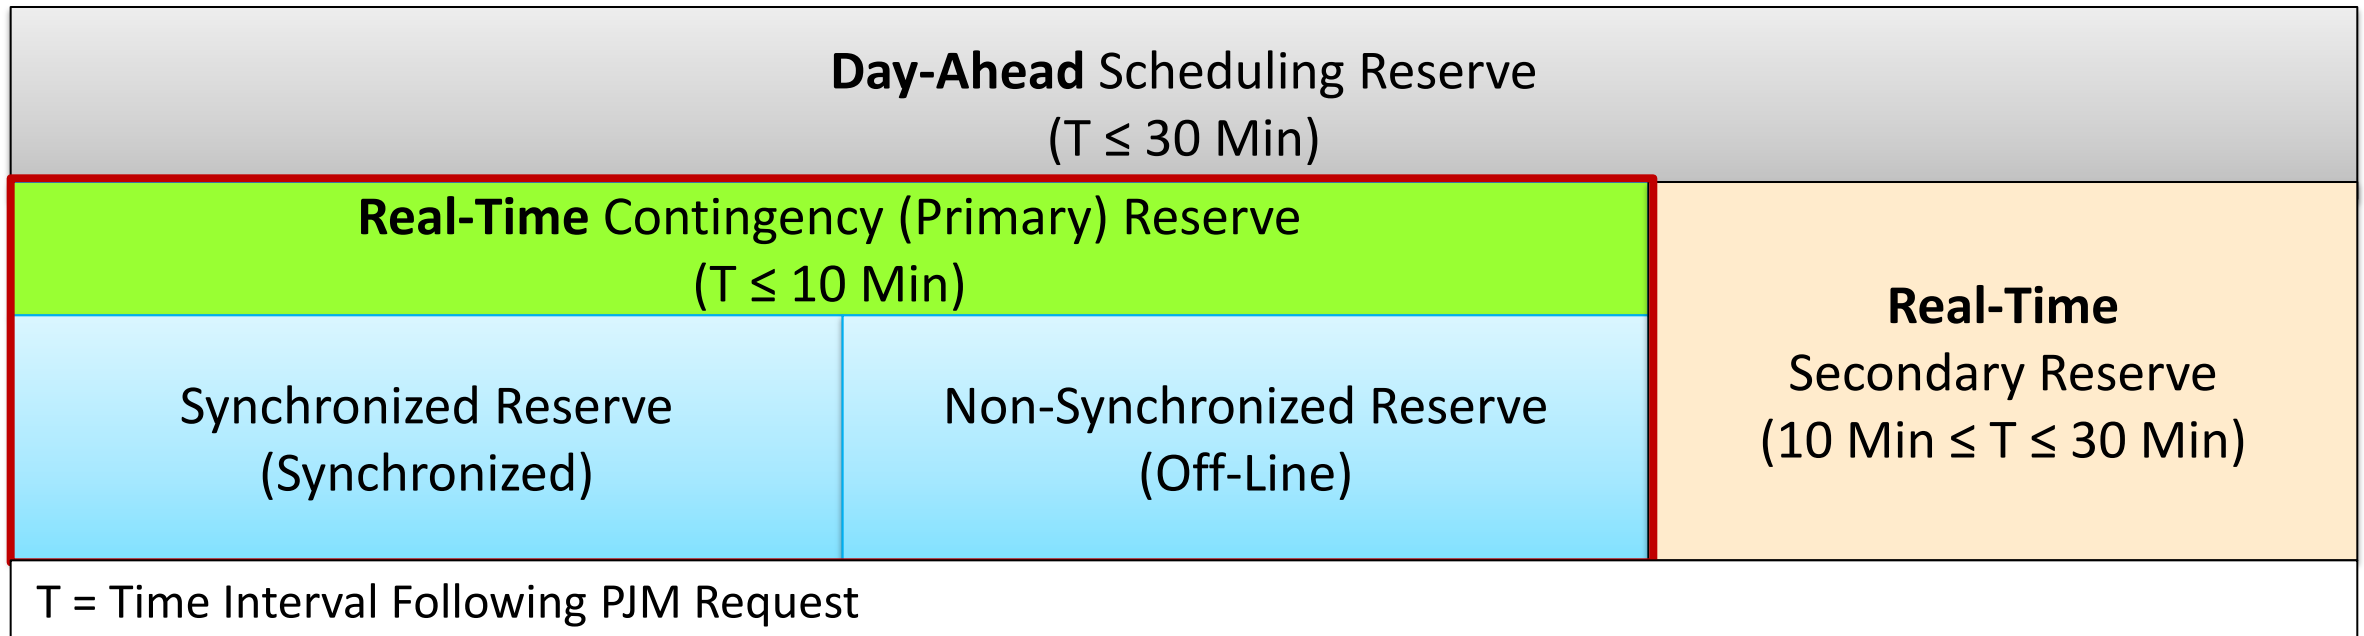 Day-Ahead Scheduling Reserve
(T ≤ 30 Min)
Real-Time Contingency (Primary) Reserve
(T ≤ 10 Min)
Synchronized Reserve
(Synchronized)
Non-Synchronized Reserve
(Off-Line)
Real-Time
Secondary Reserve
(10 Min ≤ T ≤ 30 Min)
T = Time Interval Following PJM Request